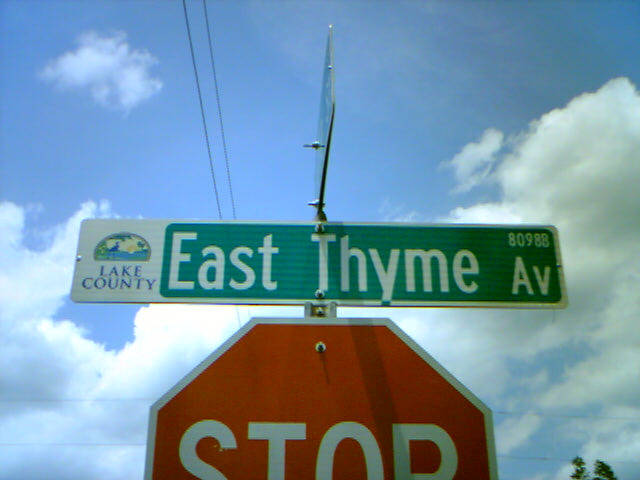 LAKE
COUNTY
East Thyme Av
8098B
STOP